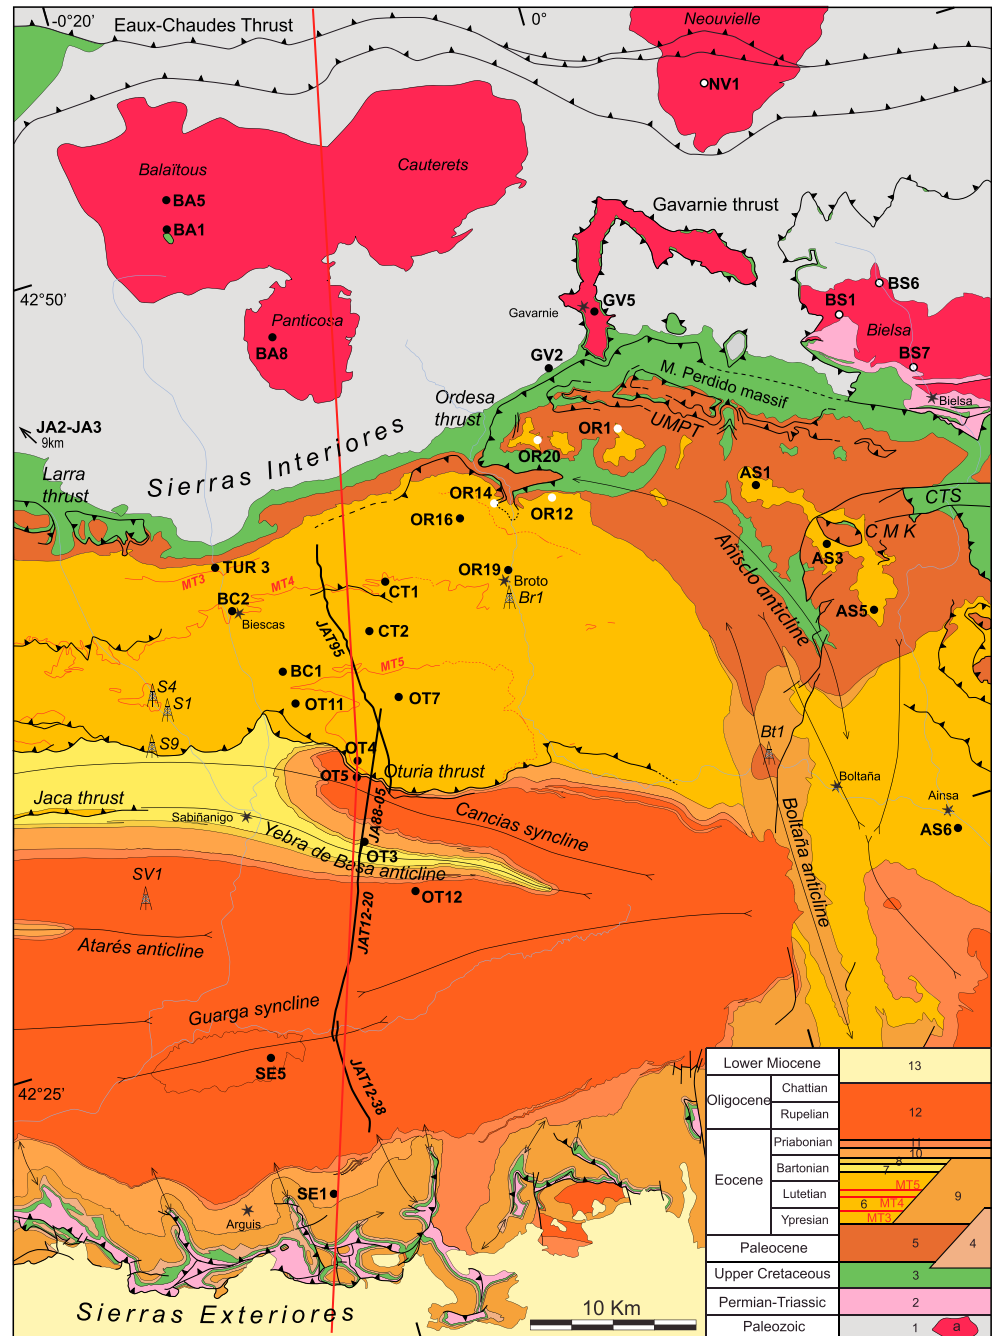 -0°20'
Eaux-Chaudes Thrust
0°
Neouvielle
NV1
Balaïtous
Cauterets
BA5
BA1
Gavarnie thrust
42°50'
BS6
BS1
GV5
Gavarnie
Panticosa
Bielsa
BA8
BS7
GV2
M. Perdido massif
Bielsa
Ordesa
thrust
JA2-JA3
9km
OR1
UMPT
Sierras Interiores
OR20
Larra
thrust
AS1
OR14
CTS
OR12
OR16
CMK
Añisclo anticline
AS3
TUR 3
MT3
MT4
OR19
Broto
CT1
BC2
Br1
AS5
Biescas
JAT95
CT2
MT5
BC1
S4
S1
OT11
OT7
S9
Bt1
OT4
OT5
Oturia thrust
Boltaña
Jaca thrust
JA88-05
Ainsa
Sabiñanigo
Cancias syncline
Boltaña anticline
AS6
Yebra de Basa anticline
OT3
SV1
OT12
JAT12-20
Atarés anticline
Guarga syncline
42°25'
SE5
JAT12-38
SE1
Arguis
Sierras Exteriores
10 Km
Lower Miocene
13
Oligocene
Chattian
Rupelian
12
Eocene
Priabonian
11
10
Bartonian
8
7
Lutetian
MT5
6
MT4
9
Ypresian
MT3
Paleocene
5
4
Upper Cretaceous
3
Permian-Triassic
2
Paleozoic
1
a